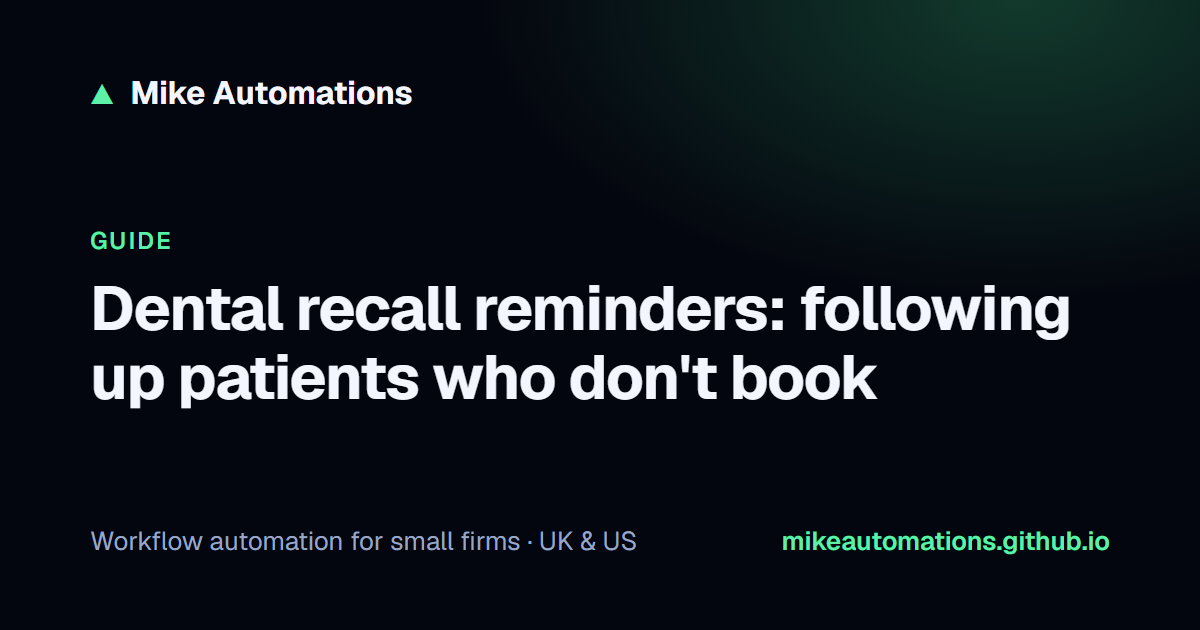 Mike Automations
GUIDE
Dental recall reminders: following
up patients who don't book
Workflow automation for small firms · UK & US
mikeautomations.github.io